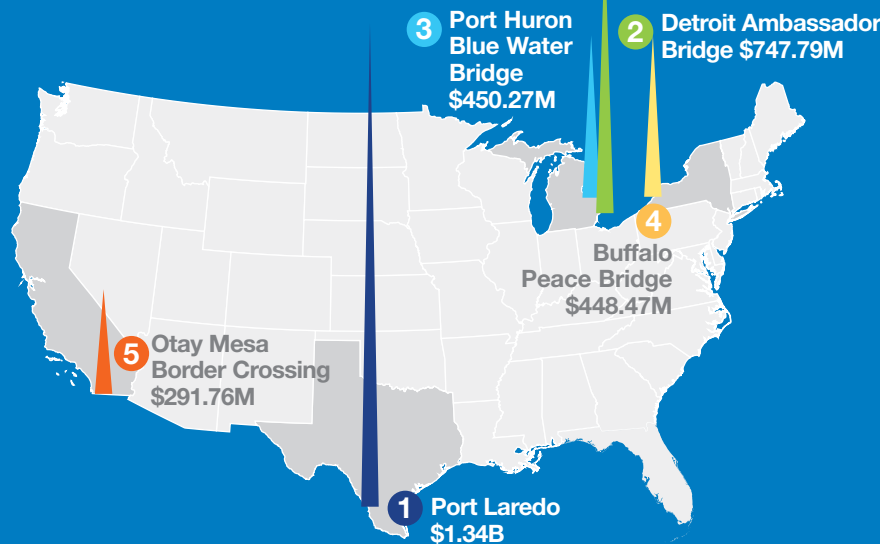 3 Port Huron
Blue Water
Bridge
$450.27M
2 Detroit Ambassador
Bridge $747.79M
4
Buffalo
Peace Bridge
$448.47M
5 Otay Mesa
Border Crossing
$291.76M
1 Port Laredo
$1.34B